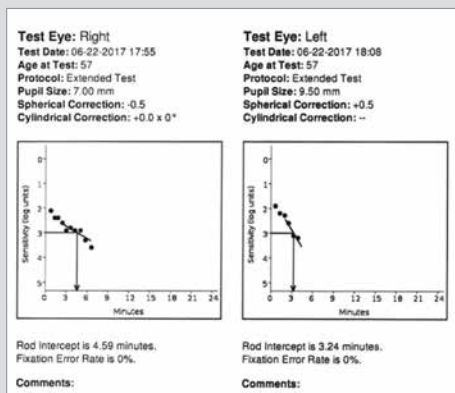 Test Eye: Right
Test Date: 06-22-2017 17:55
Age at Test: 57
Protocol: Extended Test
Pupil Size: 7.00 mm
Spherical Correction: -0.5
Cylindrical Correction: +0.0 x 0°
0
1
2
3
4
5
Sensitivity (log units)
0 3 6 9 12 15 18 21 24
Minutes
Rod Intercept is 4.59 minutes.
Fixation Error Rate is 0%.
Comments:
Test Eye: Left
Test Date: 06-22-2017 18:08
Age at Test: 57
Protocol: Extended Test
Pupil Size: 9.50 mm
Spherical Correction: +0.5
Cylindrical Correction: --
0
1
2
3
4
5
Sensitivity (log units)
0 3 6 9 12 15 18 21 24
Minutes
Rod Intercept is 3.24 minutes.
Fixation Error Rate is 0%.
Comments: